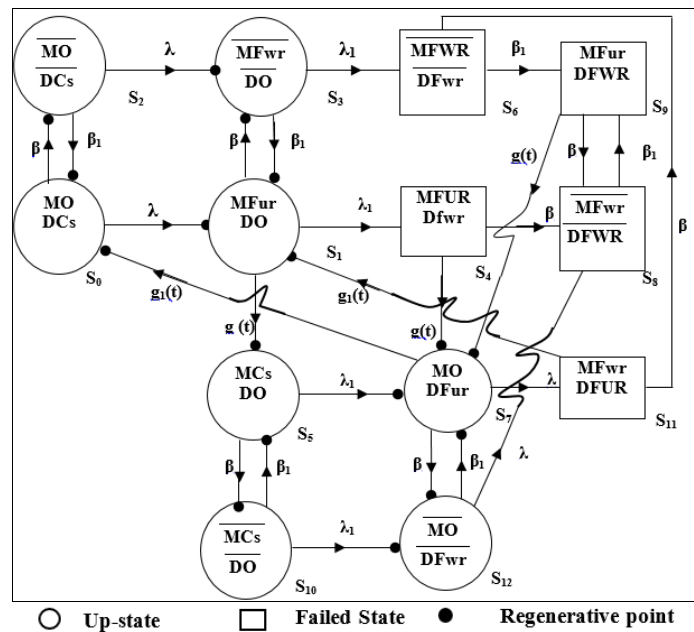 MO
DCs
λ
MFwr
DO
λ₁
MFWR
DFwr
β₁
MFur
DFWR
S₂
S₃
S₆
S₉
β
β₁
β
β₁
g(t)
β
β₁
MO
DCs
λ
MFur
DO
λ₁
MFUR
Dfwr
β
MFwr
DFWR
β
S₀
S₁
S₄
S₈
g₁(t)
g (t)
g₁(t)
g(t)
MCs
DO
λ₁
MO
DFur
λ
MFwr
DFUR
S₅
S₇
S₁₁
β
β₁
β
β₁
λ
MCs
DO
λ₁
MO
DFwr
S₁₀
S₁₂
Up-state
Failed State
Regenerative point